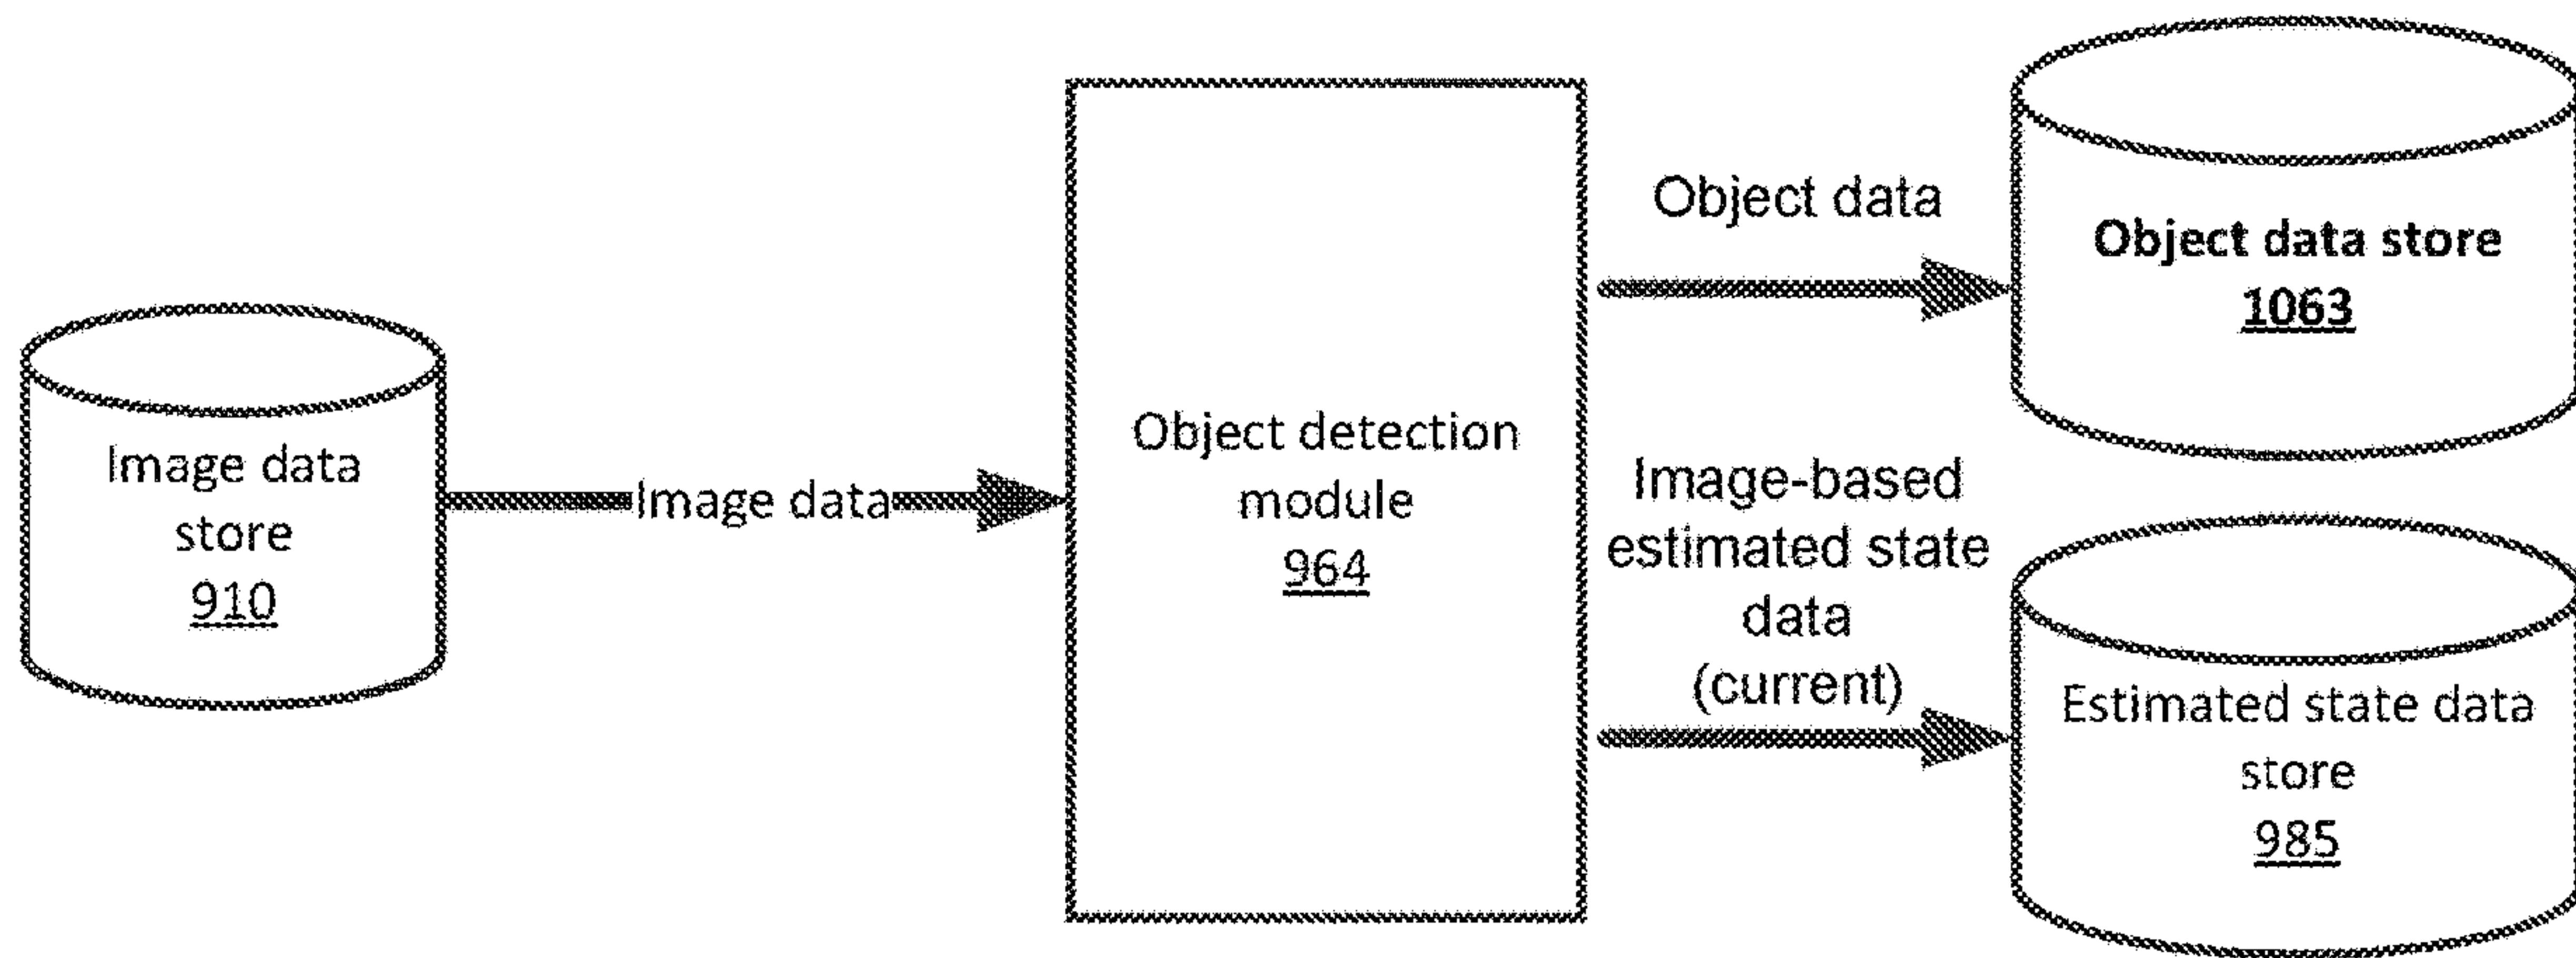 Image data
store
910
Image data
Object detection
module
964
Object data
Object data store
1063
Image-based
estimated state
data
(current)
Estimated state data
store
985